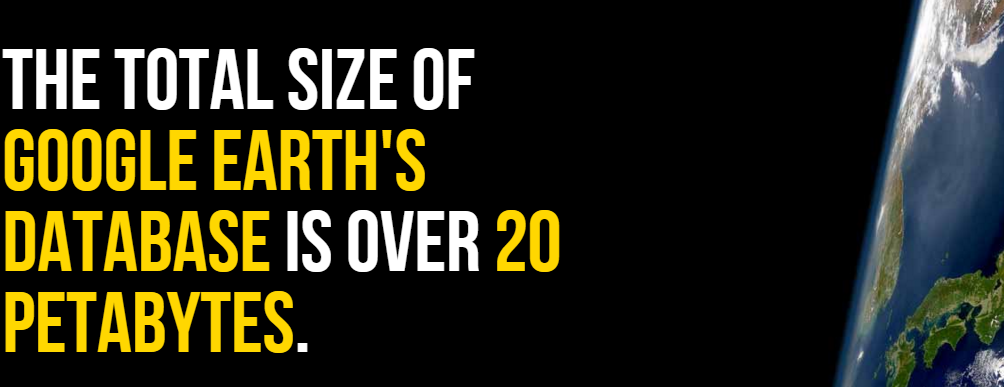 THE TOTAL SIZE OF
GOOGLE EARTH'S
DATABASE IS OVER 20
PETABYTES.